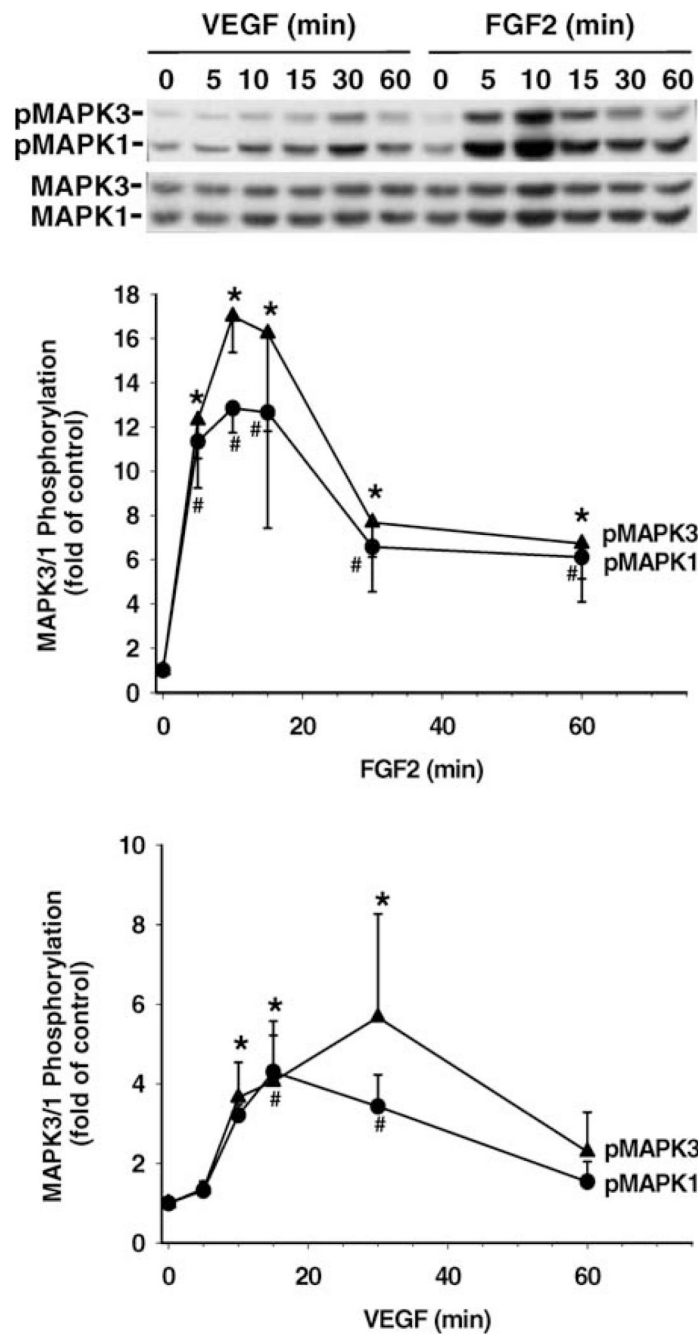 VEGF (min) FGF2 (min)
0 5 10 15 30 60 0 5 10 15 30 60
pMAPK3-
pMAPK1-
MAPK3-
MAPK1-
MAPK3/1 Phosphorylation
(fold of control)
18
16
14
12
10
8
6
4
2
0
* * * * *
# # # # #
pMAPK3
pMAPK1
0 20 40 60
FGF2 (min)
MAPK3/1 Phosphorylation
(fold of control)
10
8
6
4
2
0
* * *
# #
pMAPK3
pMAPK1
0 20 40 60
VEGF (min)